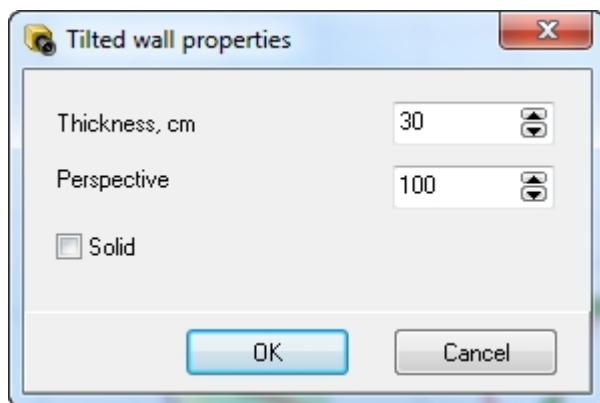 Tilted wall properties
Thickness, cm 30
Perspective 100
Solid
OK Cancel